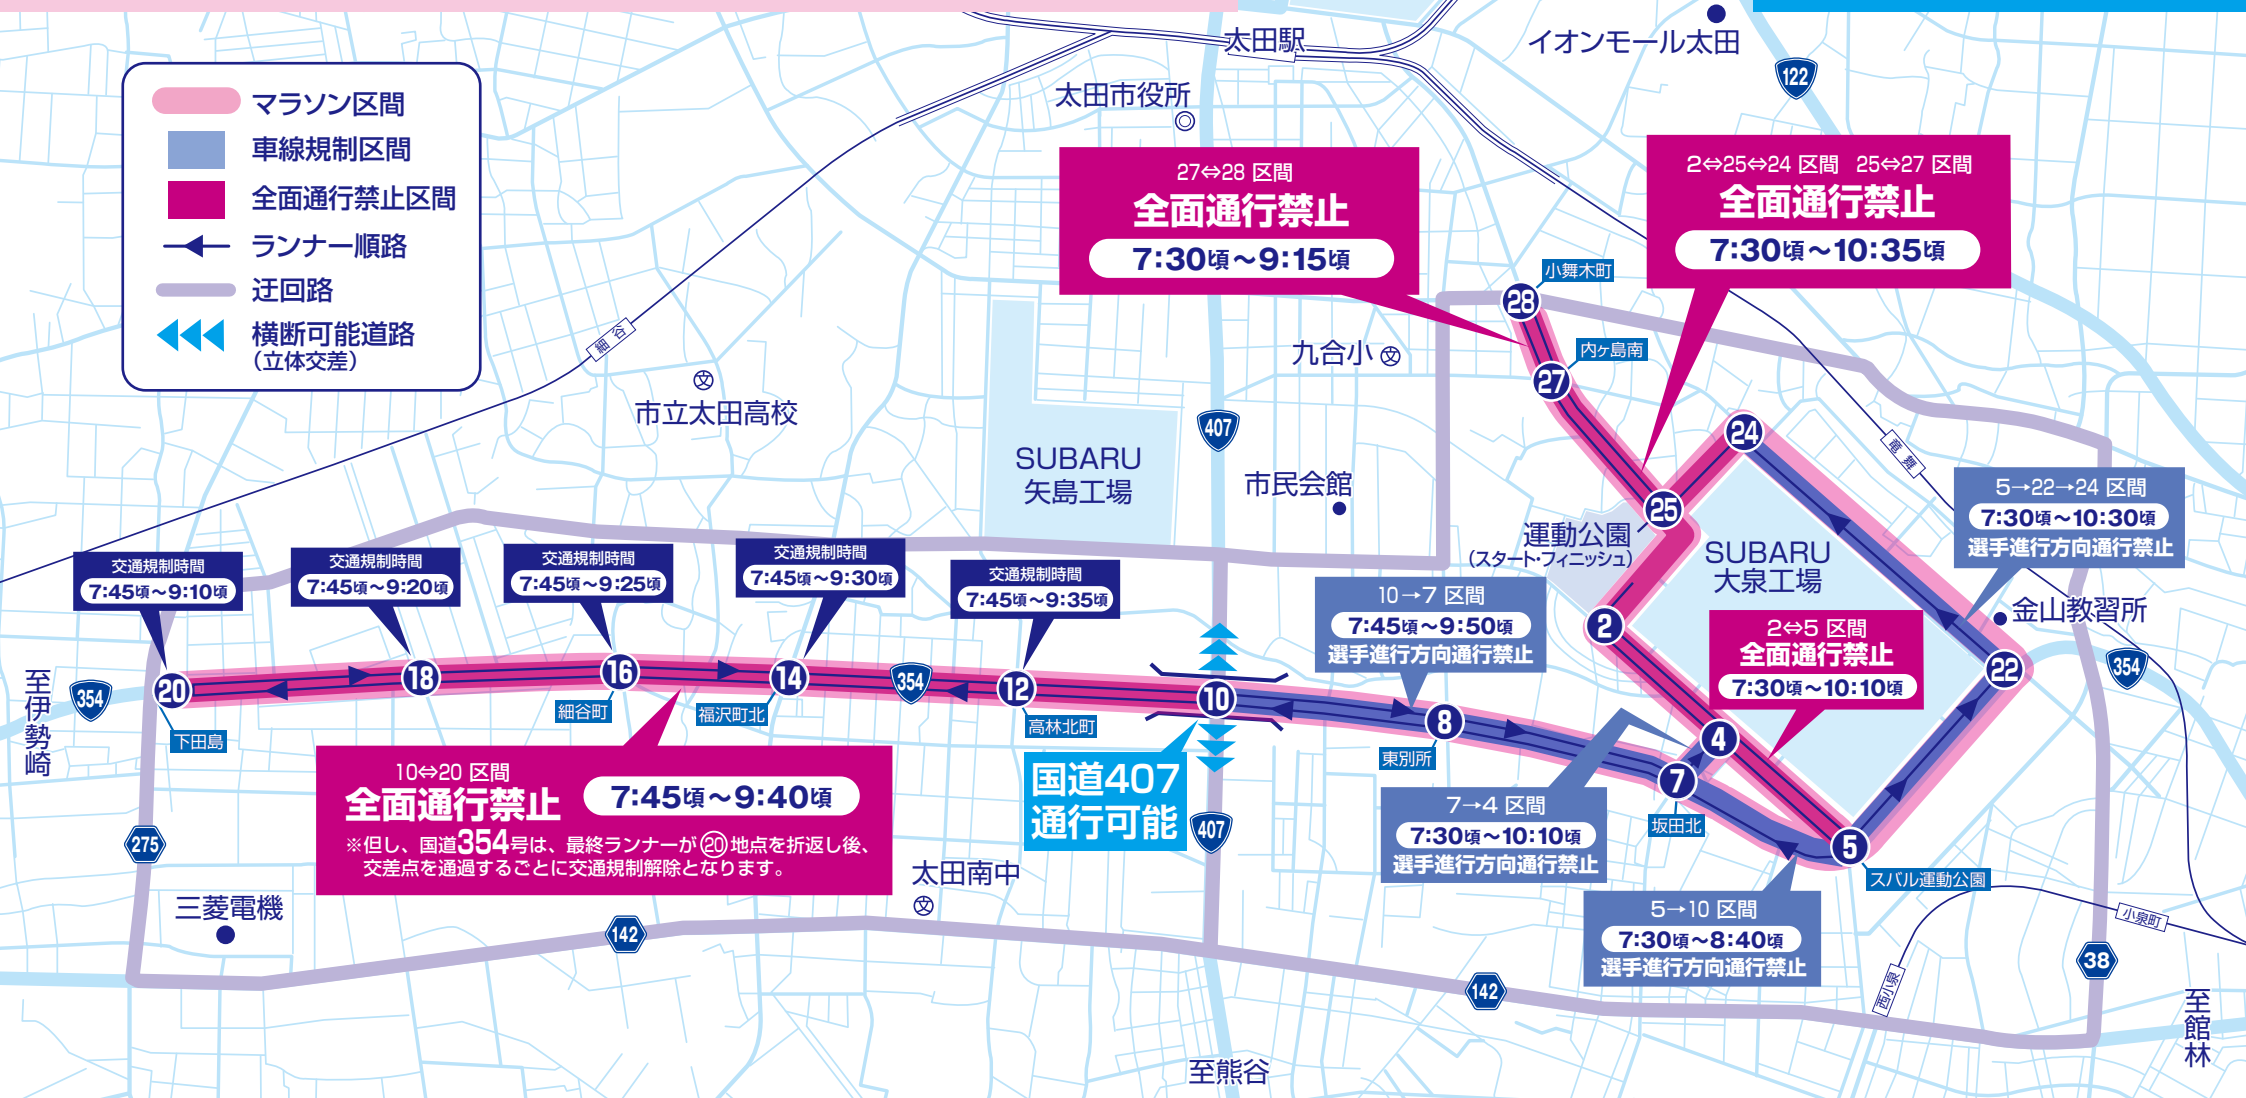 マラソン区間
車線規制区間
全面通行禁止区間
ランナー順路
迂回路
横断可能道路
(立体交差)
太田駅
イオンモール太田
122
太田市役所
27⇔28 区間
全面通行禁止
7:30頃～9:15頃
2⇔25⇔24 区間 25⇔27 区間
全面通行禁止
7:30頃～10:35頃
小舞木町
28
内ヶ島南
27
細谷
九合小
文
文
市立太田高校
407
24
竜舞
SUBARU
矢島工場
市民会館
25
運動公園
(スタート・フィニッシュ)
SUBARU
大泉工場
5→22→24 区間
7:30頃～10:30頃
選手進行方向通行禁止
金山教習所
交通規制時間
7:45頃～9:10頃
交通規制時間
7:45頃～9:20頃
交通規制時間
7:45頃～9:25頃
交通規制時間
7:45頃～9:30頃
交通規制時間
7:45頃～9:35頃
10→7 区間
7:45頃～9:50頃
選手進行方向通行禁止
2
2⇔5 区間
全面通行禁止
7:30頃～10:10頃
22
354
至伊勢崎
354
20
18
16
14
354
12
10
8
4
7
5
下田島
細谷町
福沢町北
高林北町
東別所
坂田北
スバル運動公園
10⇔20 区間
全面通行禁止
7:45頃～9:40頃
※但し、国道354号は、最終ランナーが⑳地点を折返し後、
交差点を通過するごとに交通規制解除となります。
国道407
通行可能
407
7→4 区間
7:30頃～10:10頃
選手進行方向通行禁止
5→10 区間
7:30頃～8:40頃
選手進行方向通行禁止
275
三菱電機
太田南中
文
142
142
小泉町
西小泉
38
至館林
至熊谷